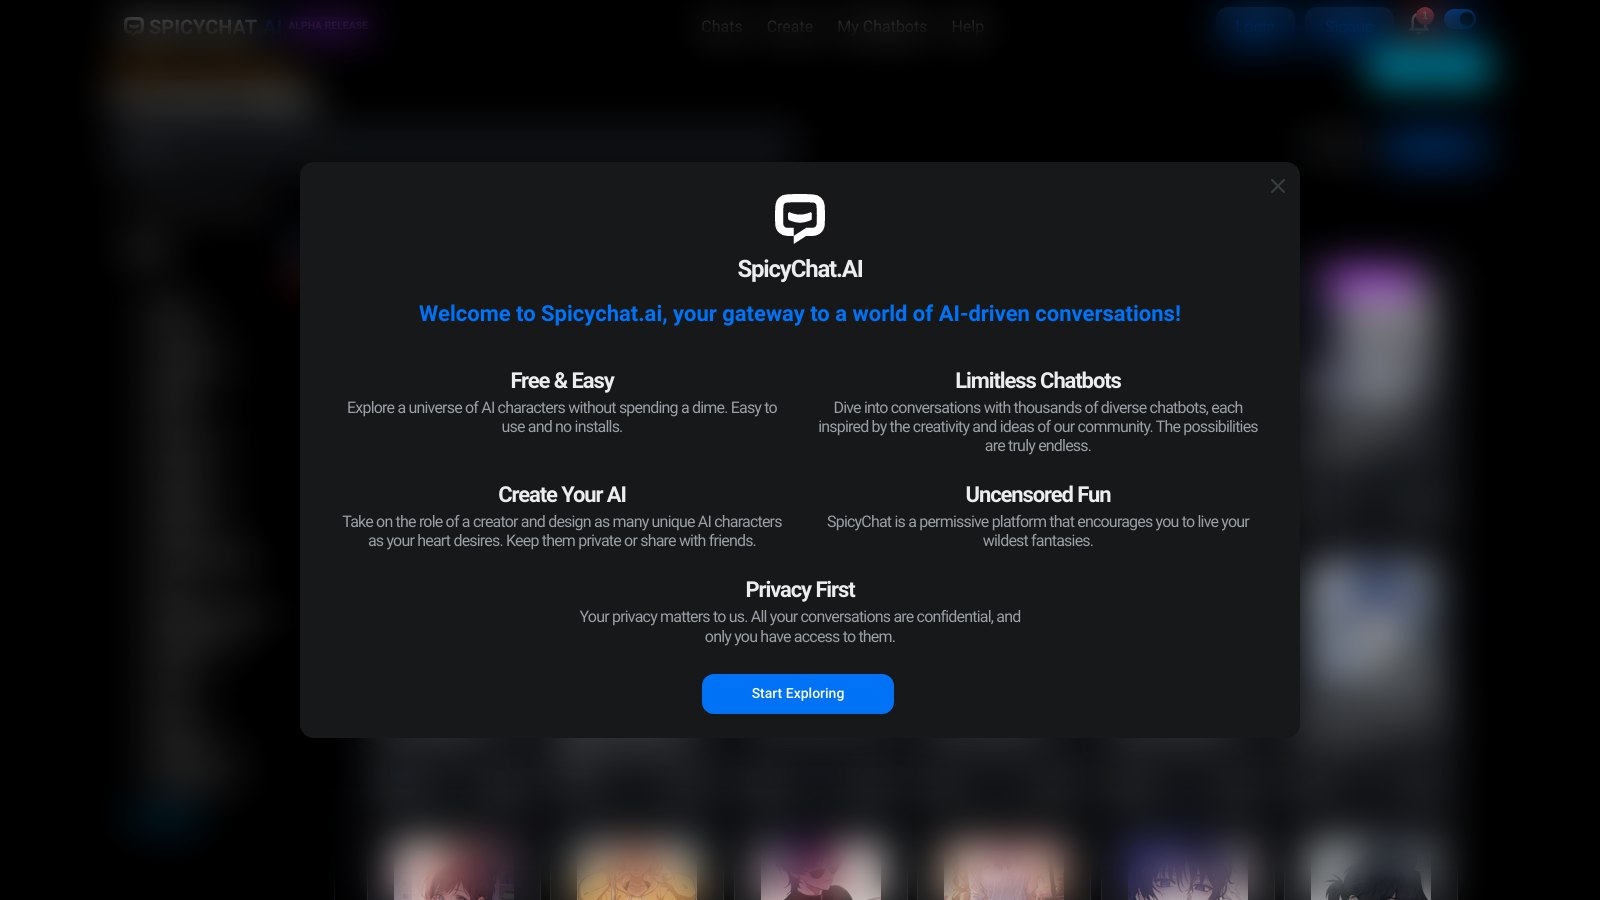 SPICYCHAT AI ALPHA RELEASE
Chats Create My Chatbots Help
1
SpicyChat.AI
Welcome to Spicychat.ai, your gateway to a world of AI-driven conversations!
Free & Easy
Explore a universe of AI characters without spending a dime. Easy to
use and no installs.
Limitless Chatbots
Dive into conversations with thousands of diverse chatbots, each
inspired by the creativity and ideas of our community. The possibilities
are truly endless.
Create Your AI
Take on the role of a creator and design as many unique AI characters
as your heart desires. Keep them private or share with friends.
Uncensored Fun
SpicyChat is a permissive platform that encourages you to live your
wildest fantasies.
Privacy First
Your privacy matters to us. All your conversations are confidential, and
only you have access to them.
Start Exploring